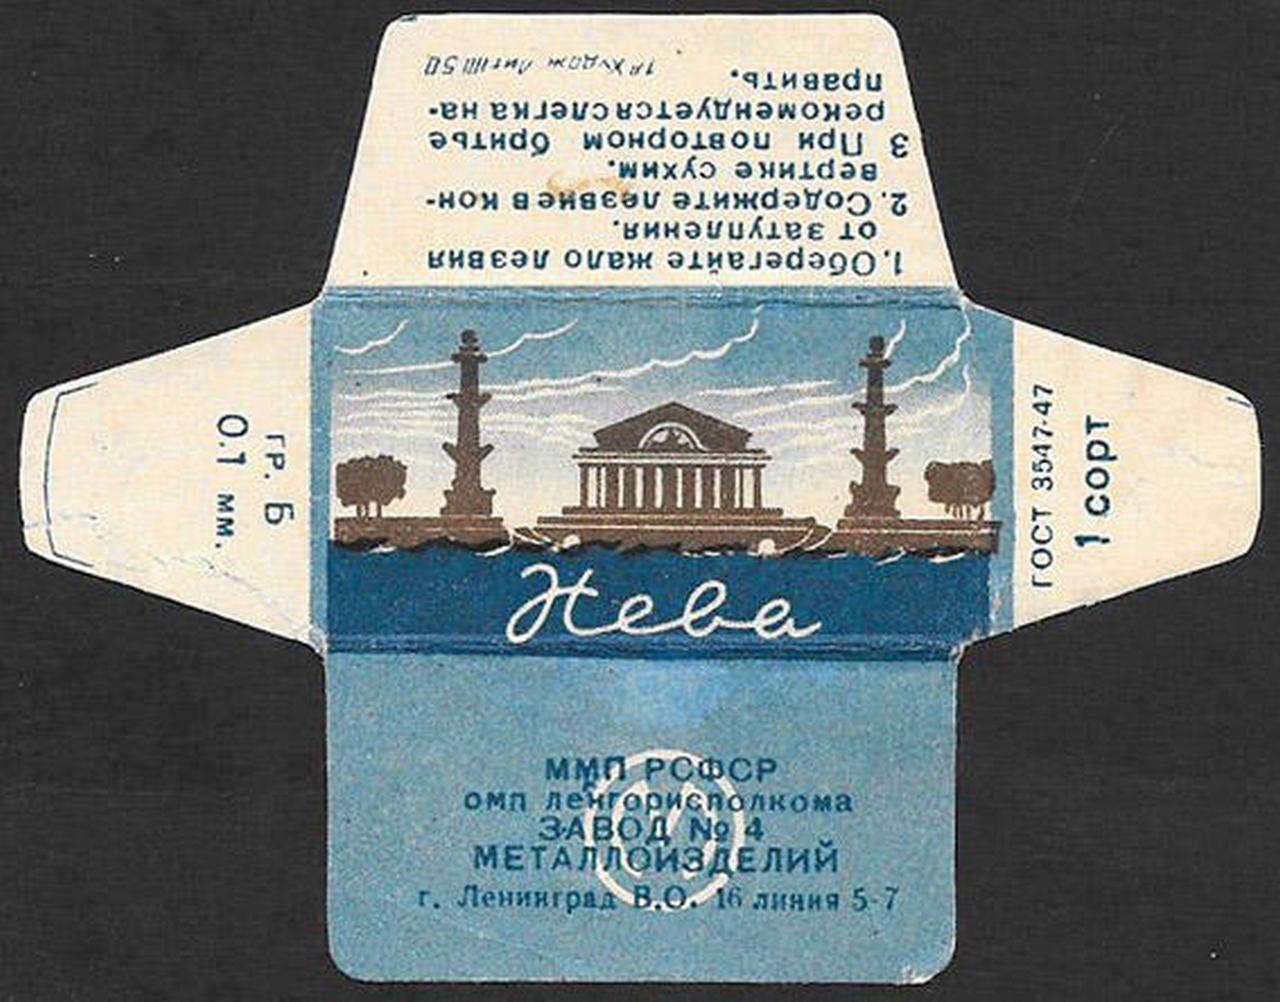 1. Оберегайте жало лезвия
от затупления.
2. Содержите лезвие в кон-
вертике сухим.
3 При повторном бритье
рекомендуется слегка на-
править.
гр. Б
0.1 мм.
Нева
ГОСТ 3547-47
1 сорт
ММП РСФСР
омп ленгорисполкома
ЗАВОД № 4
МЕТАЛЛОИЗДЕЛИЙ
г. Ленинград В.О. 16 линия 5-7